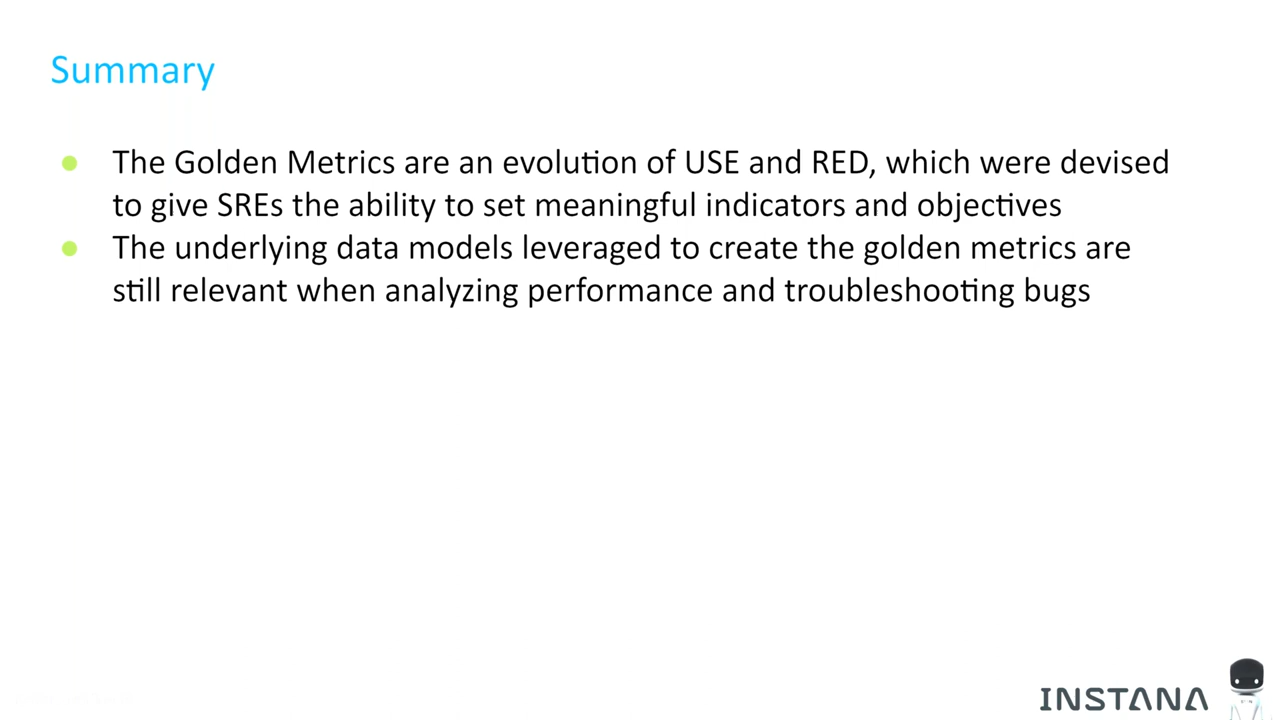 Summary
● The Golden Metrics are an evolution of USE and RED, which were devised
to give SREs the ability to set meaningful indicators and objectives
● The underlying data models leveraged to create the golden metrics are
still relevant when analyzing performance and troubleshooting bugs
INSTANA